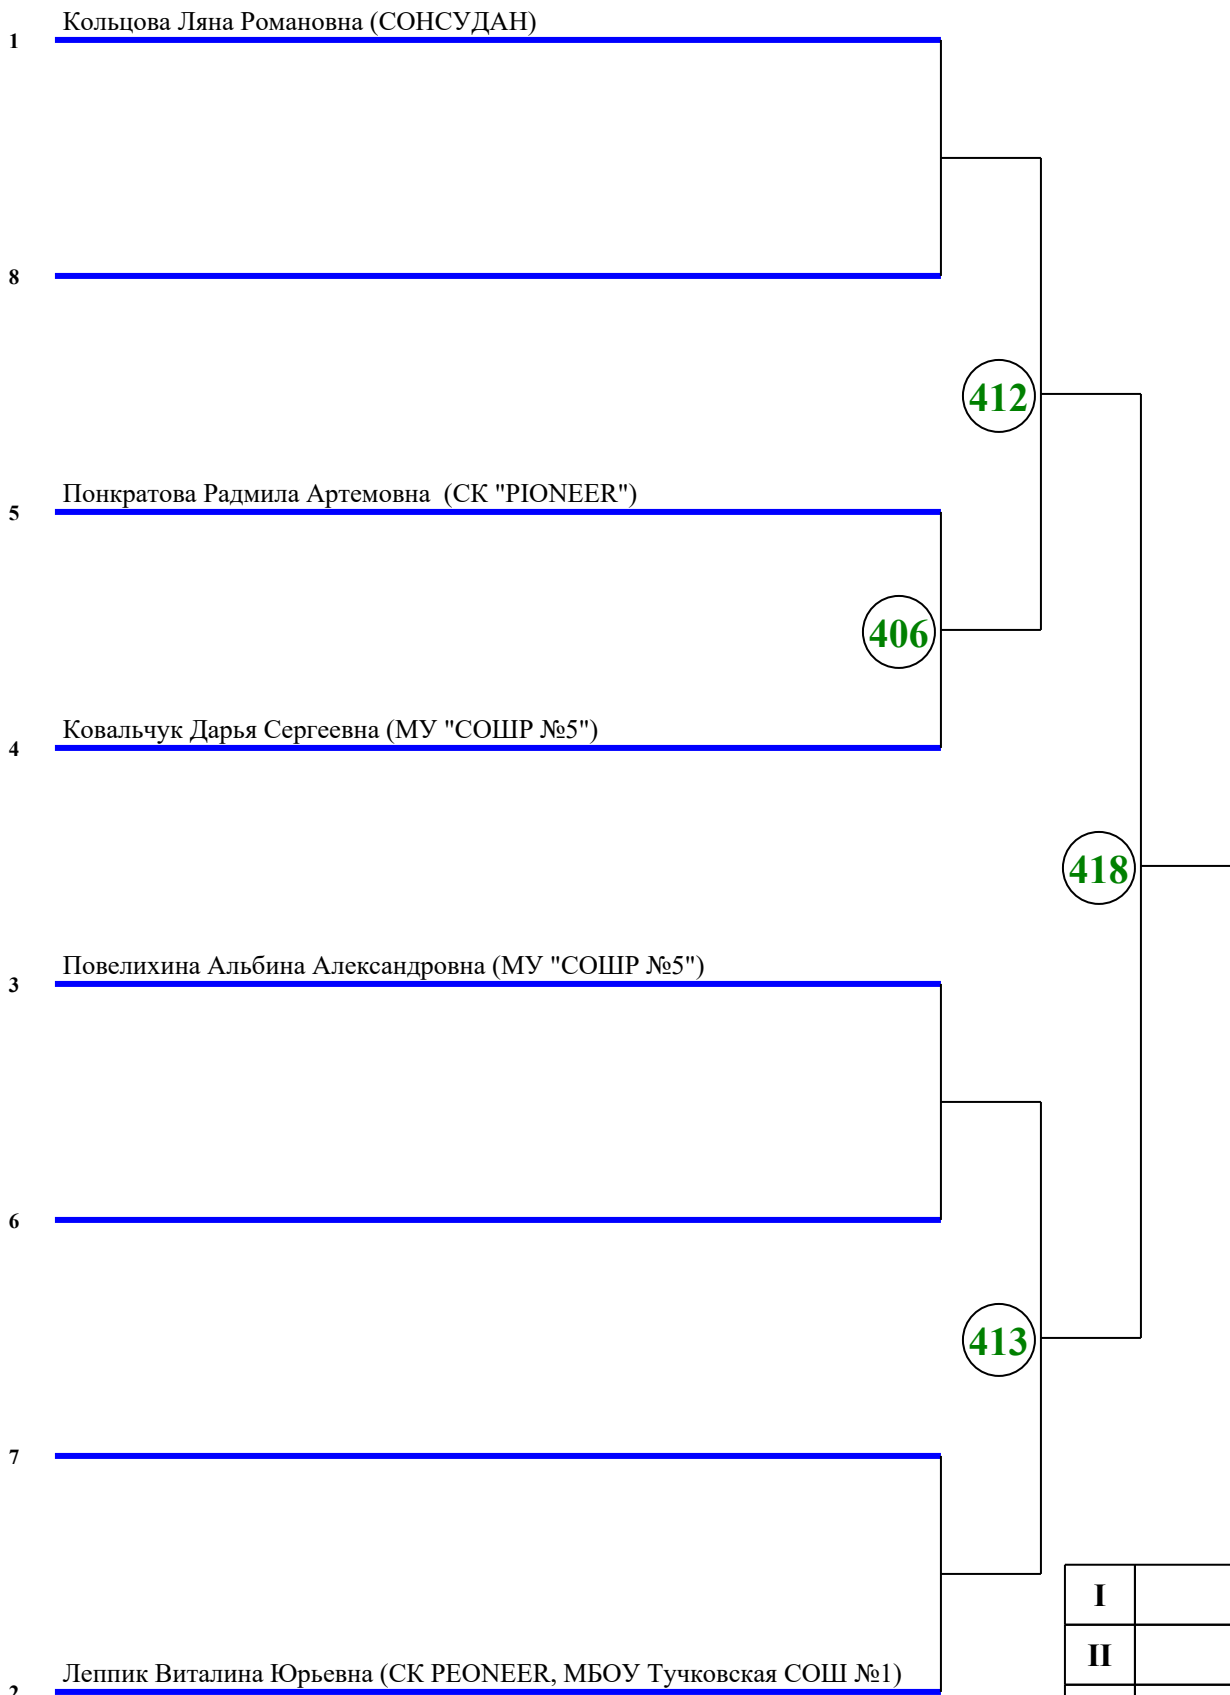 Кольцова Ляна Романовна (СОНСУДАН)
1
8
412
Понкратова Радмила Артемовна (СК "PIONEER")
5
406
Ковальчук Дарья Сергеевна (МУ "СОШР №5")
4
418
Повелихина Альбина Александровна (МУ "СОШР №5")
3
6
413
7
I
II
Леппик Виталина Юрьевна (СК PEONEER, МБОУ Тучковская СОШ №1)
2